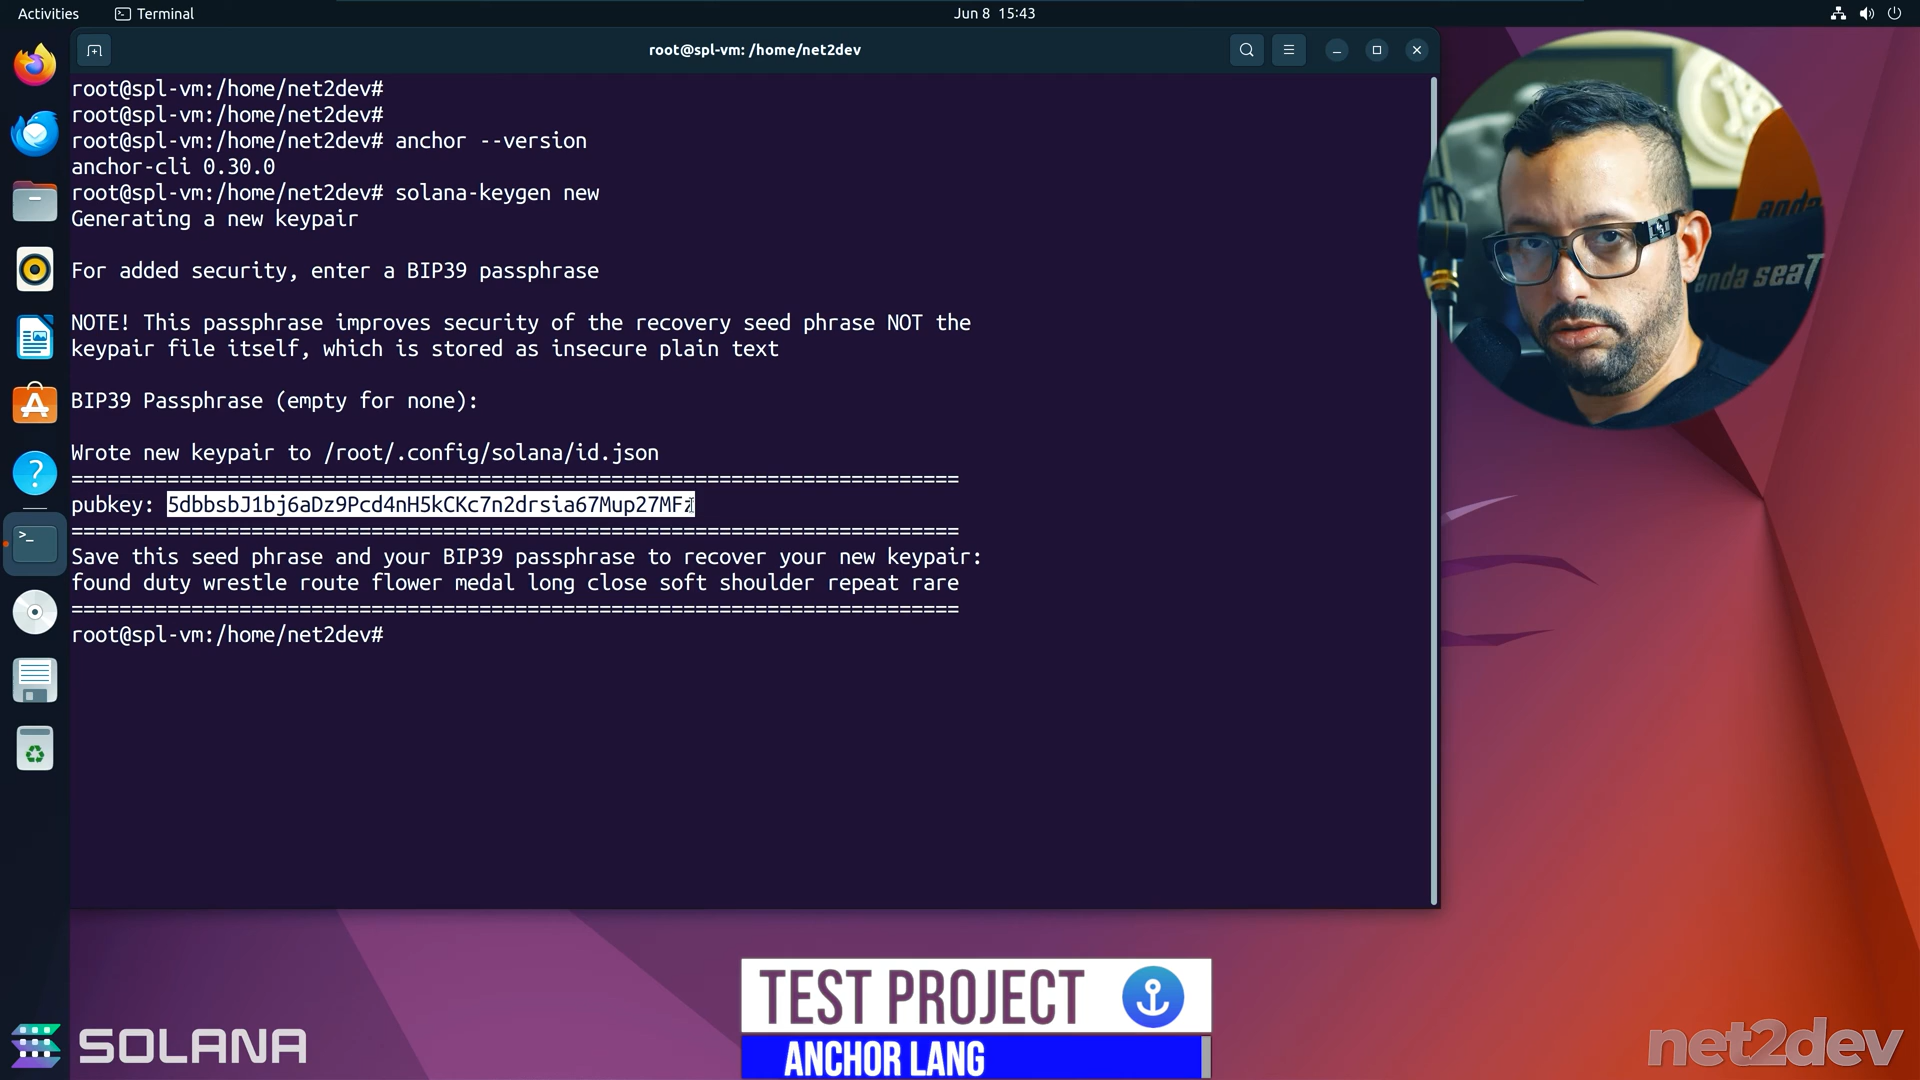 Activities
Terminal
Jun 8 15:43
root@spl-vm: /home/net2dev
root@spl-vm:/home/net2dev#
root@spl-vm:/home/net2dev#
root@spl-vm:/home/net2dev# anchor --version
anchor-cli 0.30.0
root@spl-vm:/home/net2dev# solana-keygen new
Generating a new keypair
For added security, enter a BIP39 passphrase
NOTE! This passphrase improves security of the recovery seed phrase NOT the
keypair file itself, which is stored as insecure plain text
BIP39 Passphrase (empty for none):
Wrote new keypair to /root/.config/solana/id.json
==========================================================================
pubkey: 5dbbsbJ1bj6aDz9Pcd4nH5kCKc7n2drsia67Mup27MFz
==========================================================================
Save this seed phrase and your BIP39 passphrase to recover your new keypair:
found duty wrestle route flower medal long close soft shoulder repeat rare
==========================================================================
root@spl-vm:/home/net2dev#
anda
anda seaT
TEST PROJECT
ANCHOR LANG
SOLANA
net2dev